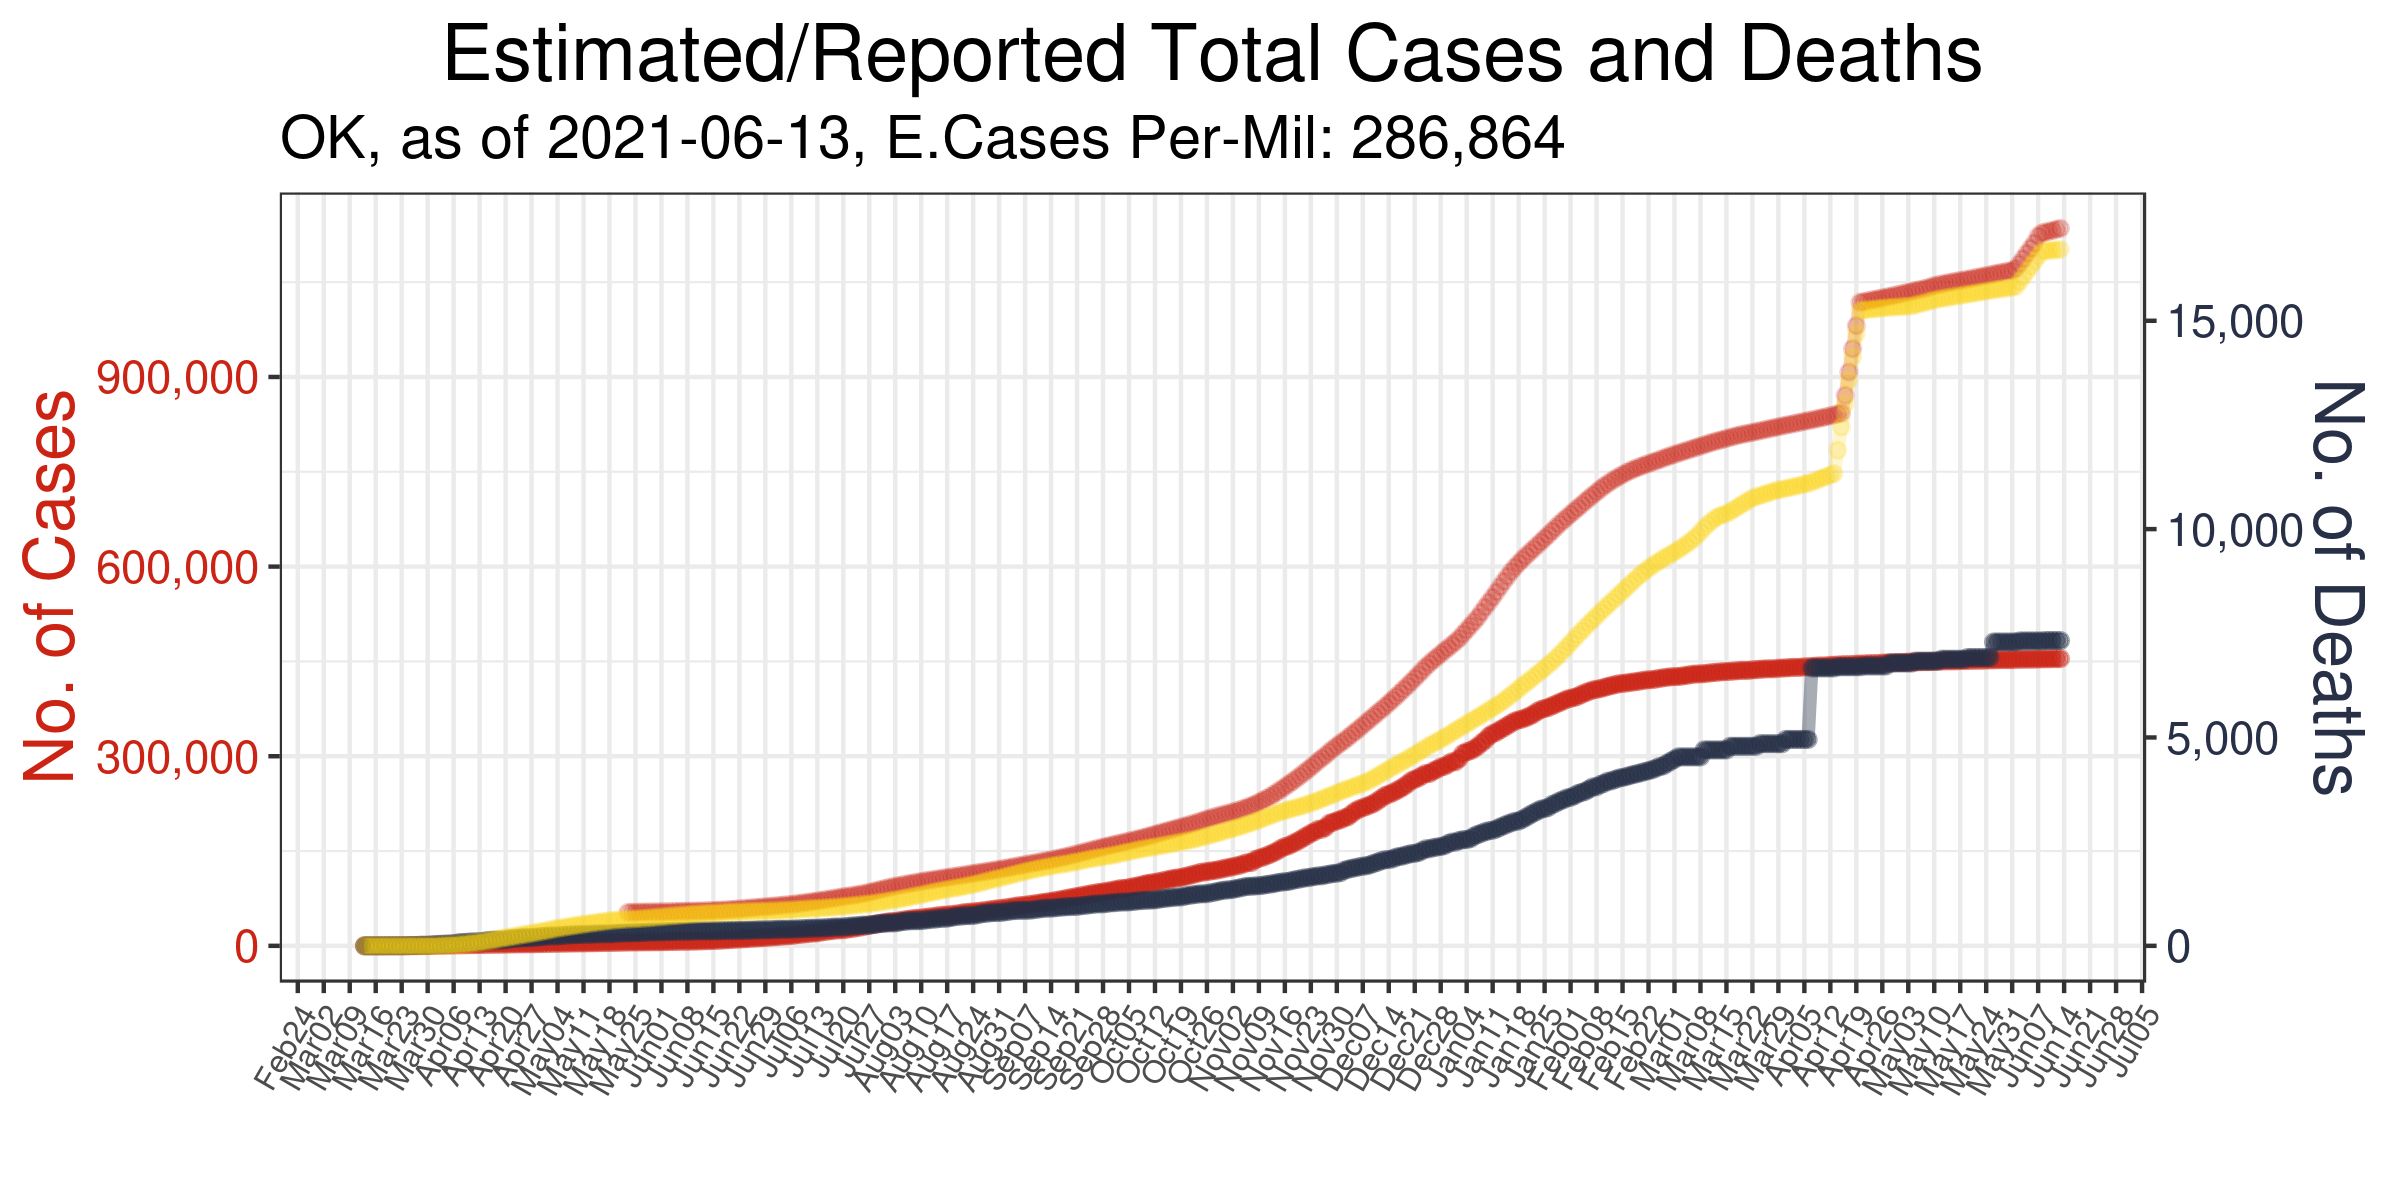 Estimated/Reported Total Cases and Deaths
OK, as of 2021-06-13, E.Cases Per-Mil: 286,864
No. of Cases
900,000
600,000
300,000
0
15,000
10,000
5,000
0
No. of Deaths
Feb24
Mar02
Mar09
Mar16
Mar23
Mar30
Apr06
Apr13
Apr20
Apr27
May04
May11
May18
May25
Jun01
Jun08
Jun15
Jun22
Jun29
Jul06
Jul13
Jul20
Jul27
Aug03
Aug10
Aug17
Aug24
Aug31
Sep07
Sep14
Sep21
Sep28
Oct05
Oct12
Oct19
Oct26
Nov02
Nov09
Nov16
Nov23
Nov30
Dec07
Dec14
Dec21
Dec28
Jan04
Jan11
Jan18
Jan25
Feb01
Feb08
Feb15
Feb22
Mar01
Mar08
Mar15
Mar22
Mar29
Apr05
Apr12
Apr19
Apr26
May03
May10
May17
May24
May31
Jun07
Jun14
Jun21
Jun28
Jul05